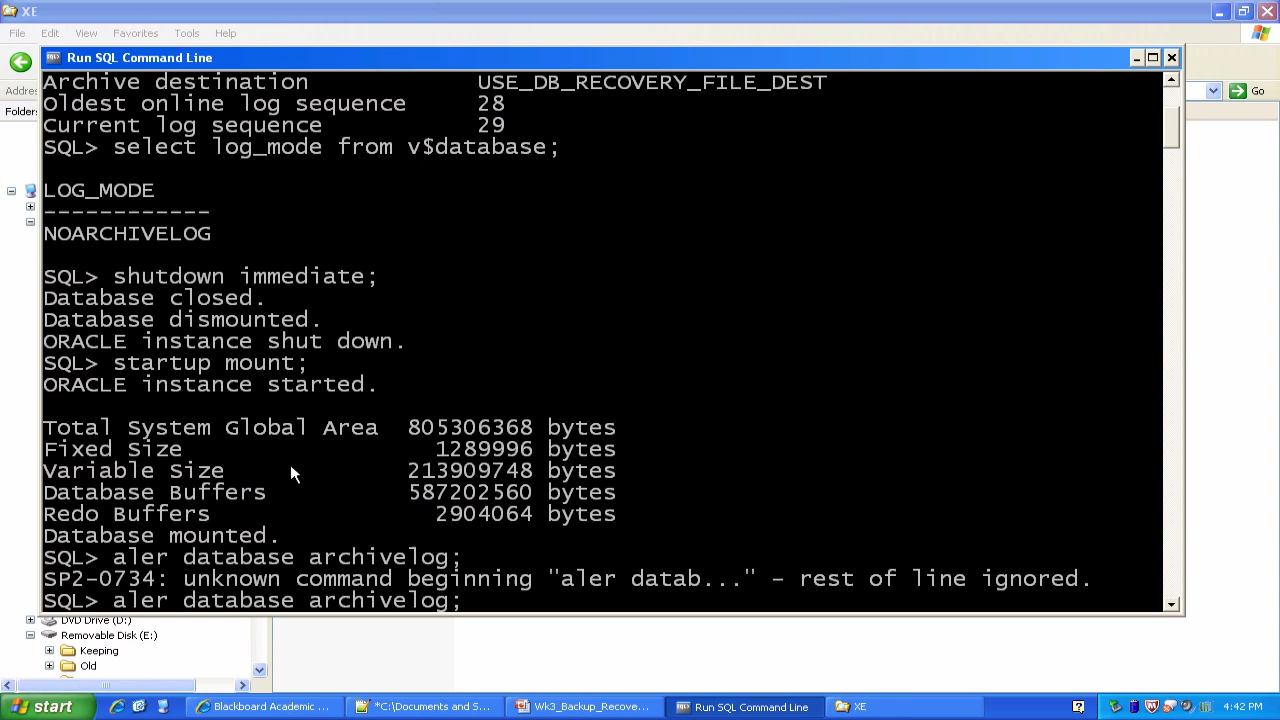 XE
File Edit View Favorites Tools Help
Run SQL Command Line
Addres
Go
Folders
Archive destination USE_DB_RECOVERY_FILE_DEST
Oldest online log sequence 28
Current log sequence 29
SQL> select log_mode from v$database;
LOG_MODE
------------
NOARCHIVELOG
SQL> shutdown immediate;
Database closed.
Database dismounted.
ORACLE instance shut down.
SQL> startup mount;
ORACLE instance started.
Total System Global Area 805306368 bytes
Fixed Size 1289996 bytes
Variable Size 213909748 bytes
Database Buffers 587202560 bytes
Redo Buffers 2904064 bytes
Database mounted.
SQL> aler database archivelog;
SP2-0734: unknown command beginning "aler datab..." - rest of line ignored.
SQL> aler database archivelog;
DVD Drive (D:)
Removable Disk (E:)
Keeping
Old
start
Blackboard Academic ...
*C:\Documents and S...
Wk3_Backup_Recove...
Run SQL Command Line
XE
4:42 PM